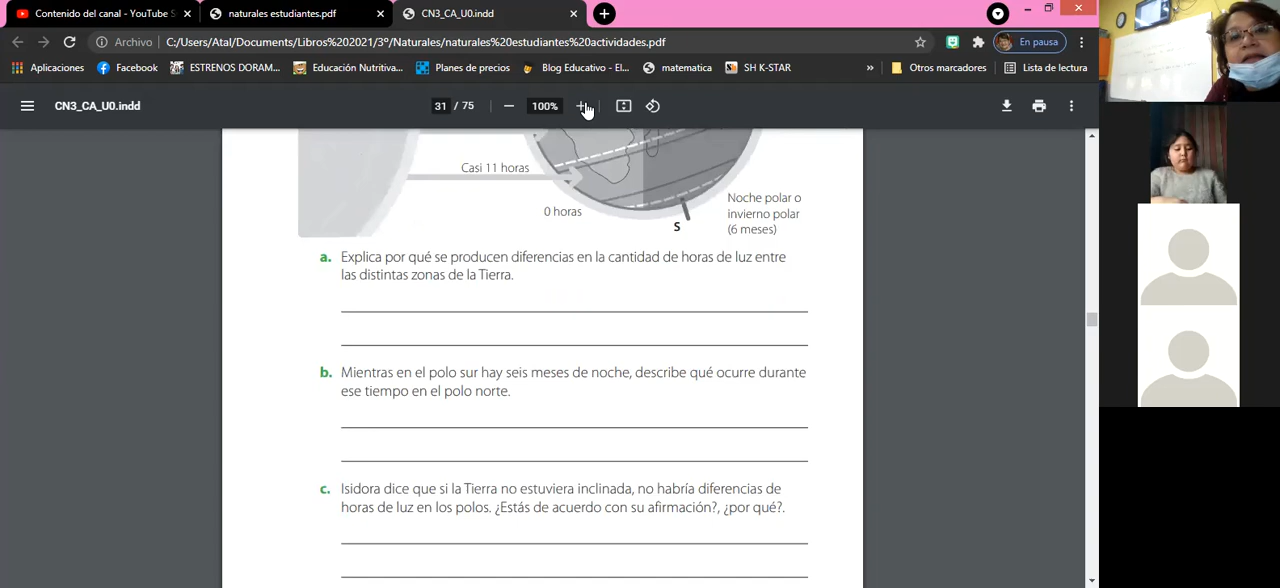 Contenido del canal - YouTube S
naturales estudiantes.pdf
CN3_CA_U0.indd
Archivo
C:/Users/Atal/Documents/Libros%202021/3º/Naturales/naturales%20estudiantes%20actividades.pdf
En pausa
Aplicaciones
Facebook
ESTRENOS DORAM...
Educación Nutritiva...
Planes de precios
Blog Educativo - El...
matematica
SH K-STAR
»
Otros marcadores
Lista de lectura
CN3_CA_U0.indd
31 / 75
100%
Casi 11 horas
0 horas
S
Noche polar o
invierno polar
(6 meses)
a. Explica por qué se producen diferencias en la cantidad de horas de luz entre
las distintas zonas de la Tierra.
b. Mientras en el polo sur hay seis meses de noche, describe qué ocurre durante
ese tiempo en el polo norte.
c. Isidora dice que si la Tierra no estuviera inclinada, no habría diferencias de
horas de luz en los polos. ¿Estás de acuerdo con su afirmación?, ¿por qué?.